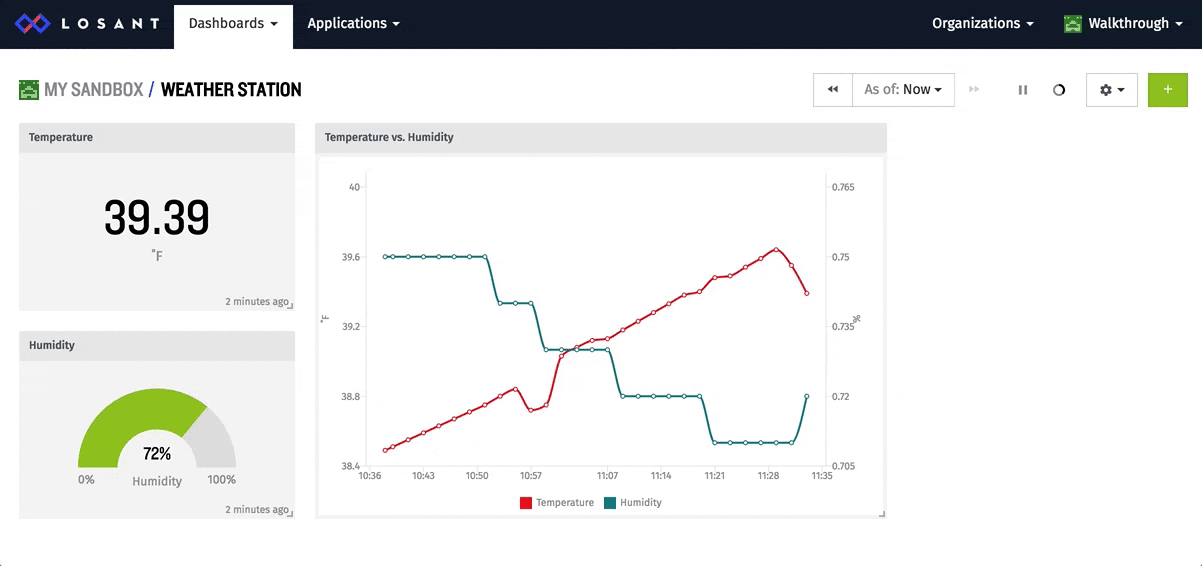 LOSANT Dashboards Applications Organizations Walkthrough
MY SANDBOX / WEATHER STATION
As of: Now
+
Temperature
39.39
°F
2 minutes ago
Humidity
72%
0% Humidity 100%
2 minutes ago
Temperature vs. Humidity
40 0.765
39.6 0.75
39.2 0.735
°F %
38.8 0.72
38.4 0.705
10:36 10:43 10:50 10:57 11:07 11:14 11:21 11:28 11:35
Temperature Humidity